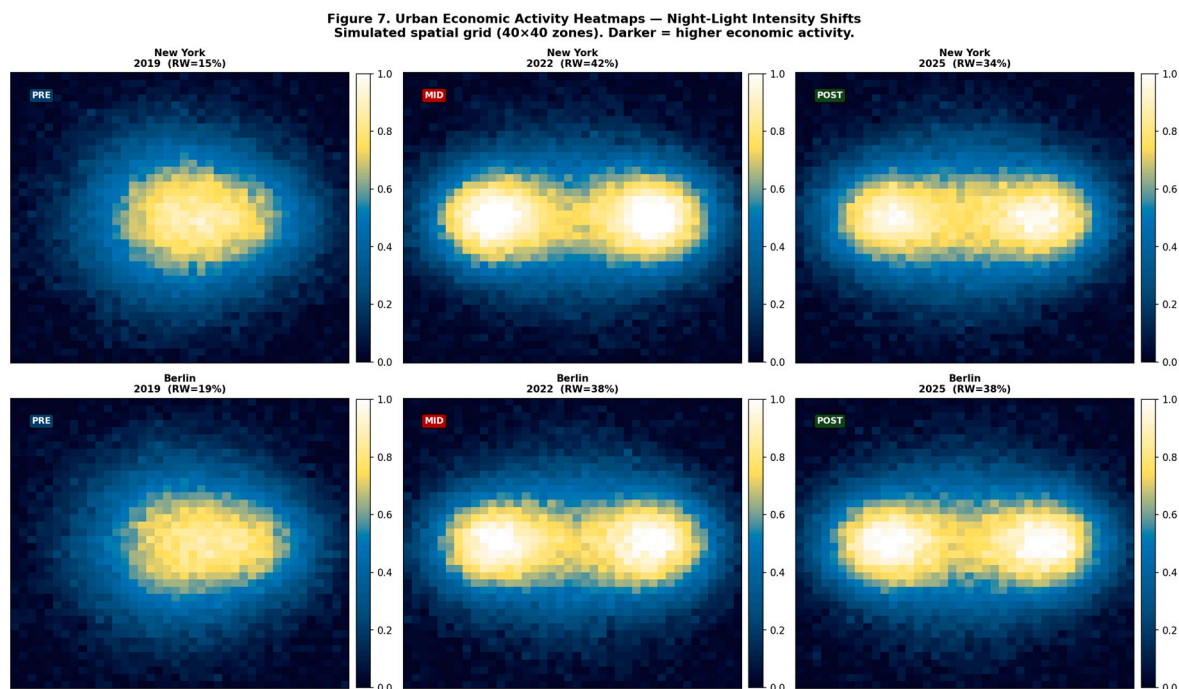 Figure 7. Urban Economic Activity Heatmaps — Night-Light Intensity Shifts
Simulated spatial grid (40×40 zones). Darker = higher economic activity.
New York
2019 (RW=15%)
PRE
1.0
0.8
0.6
0.4
0.2
0.0
New York
2022 (RW=42%)
MID
1.0
0.8
0.6
0.4
0.2
0.0
New York
2025 (RW=34%)
POST
1.0
0.8
0.6
0.4
0.2
0.0
Berlin
2019 (RW=19%)
PRE
1.0
0.8
0.6
0.4
0.2
0.0
Berlin
2022 (RW=38%)
MID
1.0
0.8
0.6
0.4
0.2
0.0
Berlin
2025 (RW=38%)
POST
1.0
0.8
0.6
0.4
0.2
0.0